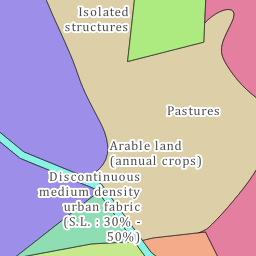 Isolated
structures
Pastures
Arable land
(annual crops)
Discontinuous
medium density
urban fabric
(S.L. : 30% -
50%)